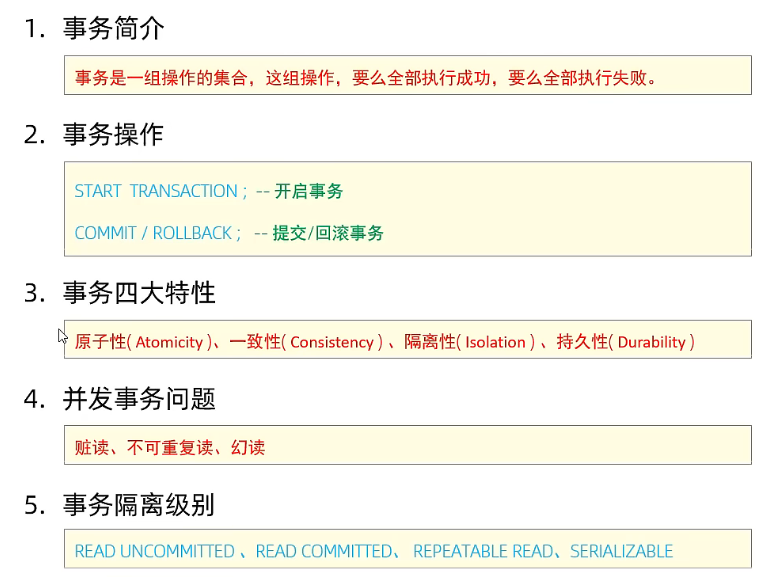 1. 事务简介
事务是一组操作的集合，这组操作，要么全部执行成功，要么全部执行失败。
2. 事务操作
START TRANSACTION ; -- 开启事务
COMMIT / ROLLBACK ; -- 提交/回滚事务
3. 事务四大特性
原子性( Atomicity )、一致性( Consistency ) 、隔离性( Isolation ) 、持久性( Durability )
4. 并发事务问题
赃读、不可重复读、幻读
5. 事务隔离级别
READ UNCOMMITTED 、READ COMMITTED、 REPEATABLE READ、SERIALIZABLE